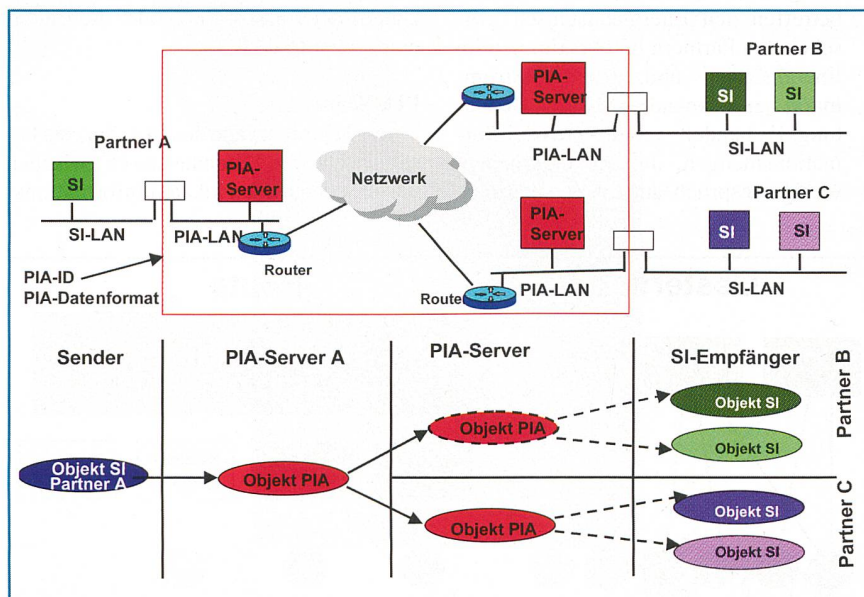 Partner B
PIA-
Server
SI
SI
PIA-LAN
SI-LAN
Partner A
SI
PIA-
Server
SI-LAN
PIA-LAN
Netzwerk
Router
Partner C
PIA-
Server
SI
SI
PIA-LAN
SI-LAN
Router
PIA-ID
PIA-Datenformat
Sender
PIA-Server A
PIA-Server
SI-Empfänger
Partner B
Objekt SI
Objekt PIA
Objekt SI
Objekt SI
Partner A
Objekt PIA
Partner C
Objekt SI
Objekt PIA
Objekt SI